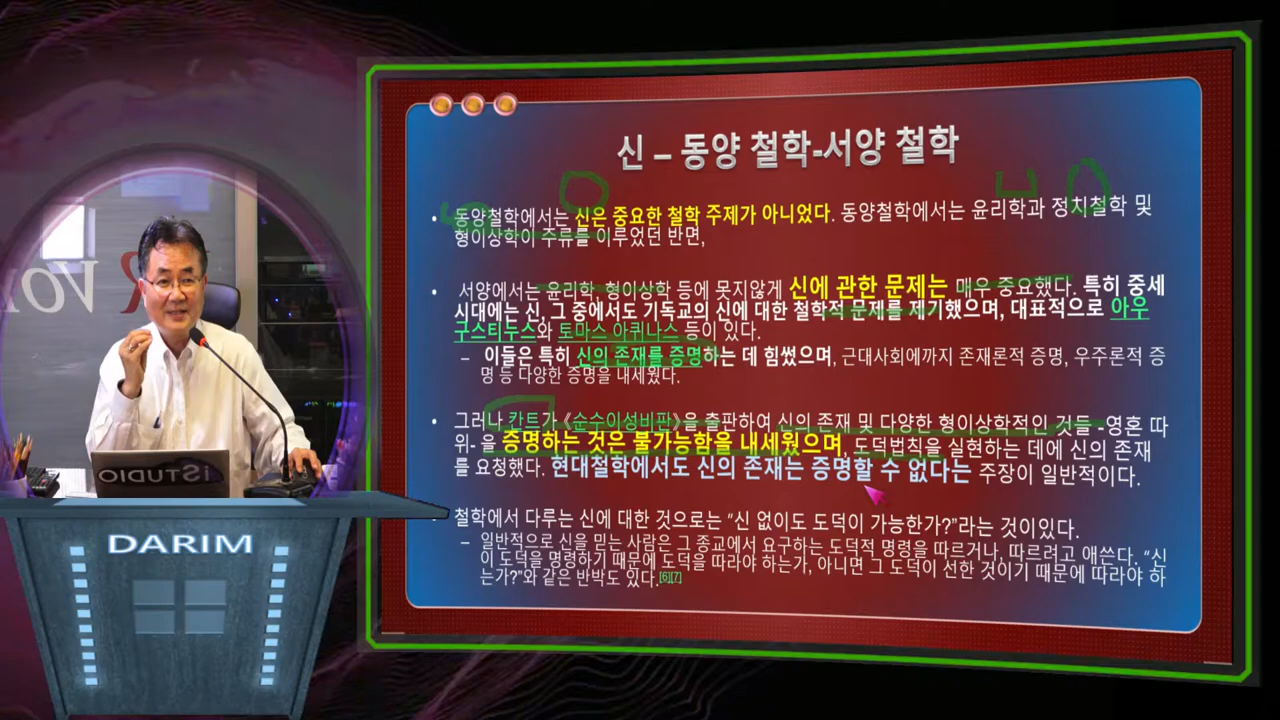 신 – 동양 철학-서양 철학
• 동양철학에서는 신은 중요한 철학 주제가 아니었다. 동양철학에서는 윤리학과 정치철학 및
형이상학이 주류를 이루었던 반면,
• 서양에서는 윤리학, 형이상학 등에 못지않게 신에 관한 문제는 매우 중요했다. 특히 중세
시대에는 신, 그 중에서도 기독교의 신에 대한 철학적 문제를 제기했으며, 대표적으로 아우
구스티누스와 토마스 아퀴나스 등이 있다.
– 이들은 특히 신의 존재를 증명하는 데 힘썼으며, 근대사회에까지 존재론적 증명, 우주론적 증
명 등 다양한 증명을 내세웠다.
• 그러나 칸트가 《순수이성비판》을 출판하여 신의 존재 및 다양한 형이상학적인 것들 -영혼 따
위- 을 증명하는 것은 불가능함을 내세웠으며, 도덕법칙을 실현하는 데에 신의 존재
를 요청했다. 현대철학에서도 신의 존재는 증명할 수 없다는 주장이 일반적이다.
철학에서 다루는 신에 대한 것으로는 “신 없이도 도덕이 가능한가?”라는 것이있다.
– 일반적으로 신을 믿는 사람은 그 종교에서 요구하는 도덕적 명령을 따르거나, 따르려고 애쓴다. “신
이 도덕을 명령하기 때문에 도덕을 따라야 하는가, 아니면 그 도덕이 선한 것이기 때문에 따라야 하
는가?”와 같은 반박도 있다.[6][7]
iSTUDIO
DARIM